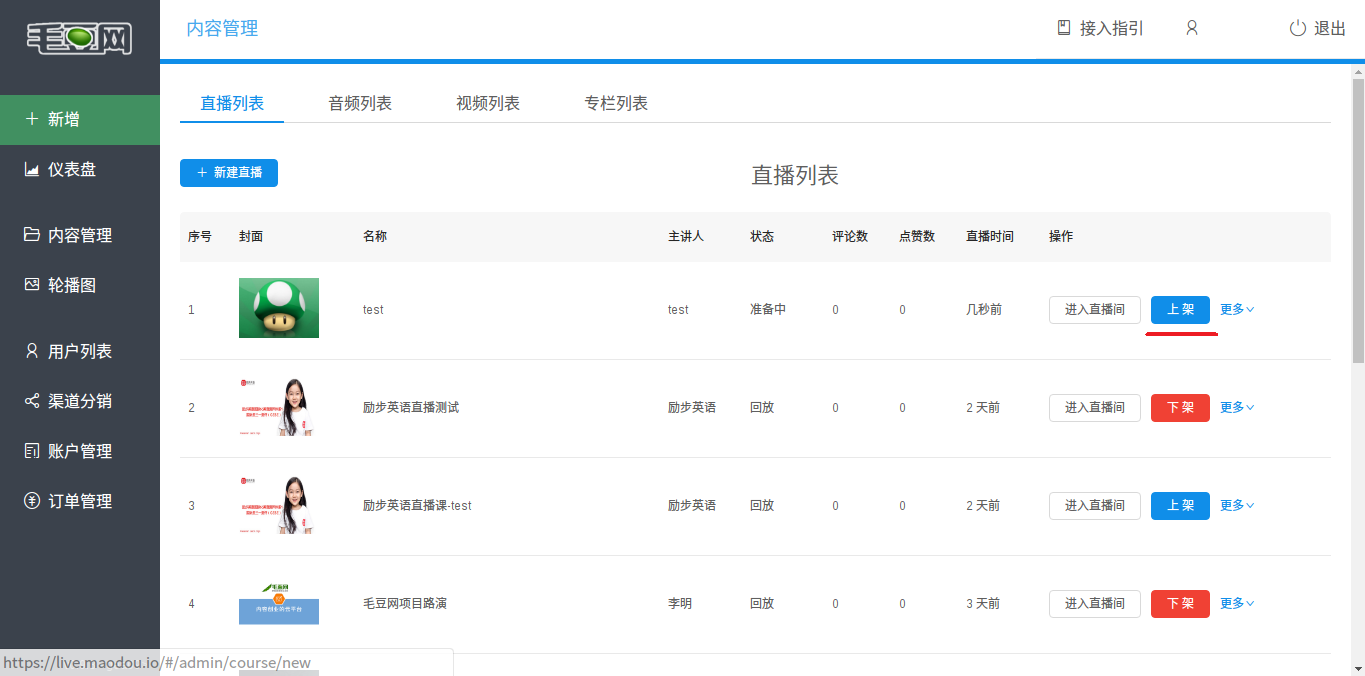 毛豆网
内容管理
接入指引
退出
新增
仪表盘
内容管理
轮播图
用户列表
渠道分销
账户管理
订单管理
直播列表 音频列表 视频列表 专栏列表
新建直播
直播列表
序号 封面 名称 主讲人 状态 评论数 点赞数 直播时间 操作
1 test test 准备中 0 0 几秒前 进入直播间 上 架 更多
2 励步英语直播测试 励步英语 回放 0 0 2 天前 进入直播间 下 架 更多
3 励步英语直播课-test 励步英语 回放 0 0 2 天前 进入直播间 上 架 更多
毛豆网
内容创业的云平台
4 毛豆网项目路演 李明 回放 0 0 3 天前 进入直播间 下 架 更多
https://live.maodou.io/#/admin/course/new